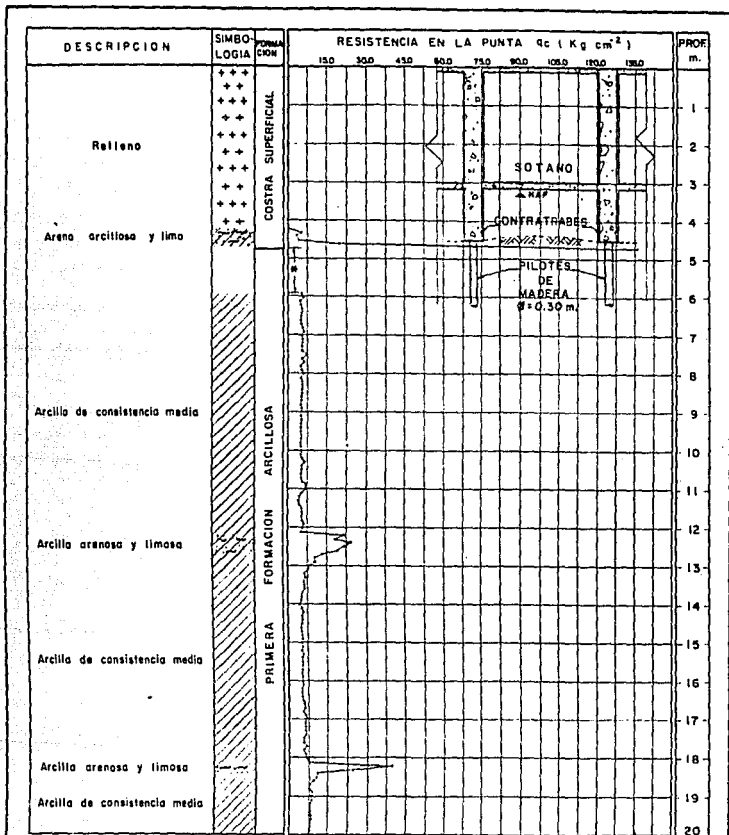 DESCRIPCION
SIMBO-
LOGIA
FORMA
CION
RESISTENCIA EN LA PUNTA qc ( Kg cm-2 )
15.0 30.0 45.0 60.0 75.0 90.0 105.0 120.0 135.0
PROF.
m.
Relleno
Arena arcillosa y limo
Arcilla de consistencia media
Arcilla arenosa y limosa
Arcilla de consistencia media
Arcilla arenosa y limosa
Arcilla de consistencia media
COSTRA SUPERFICIAL
PRIMERA FORMACION ARCILLOSA
*
SOTANO
NAF
CONTRATRABES
PILOTES
DE
MADERA
Ø=0.30 m.
1
2
3
4
5
6
7
8
9
10
11
12
13
14
15
16
17
18
19
20